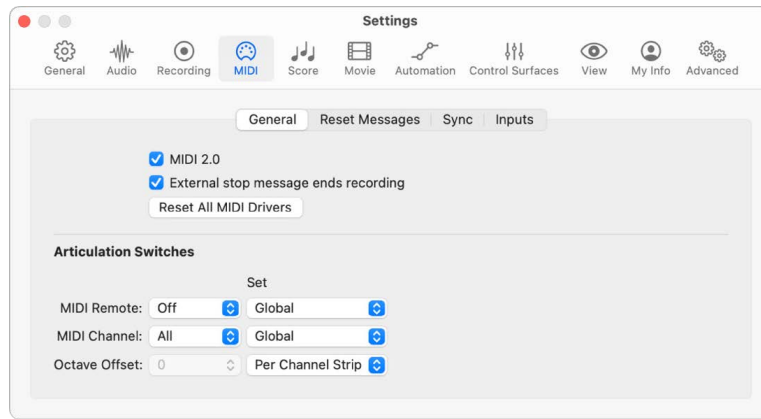 Settings
General Audio Recording MIDI Score Movie Automation Control Surfaces View My Info Advanced
General Reset Messages Sync Inputs
MIDI 2.0
External stop message ends recording
Reset All MIDI Drivers
Articulation Switches
Set
MIDI Remote: Off Global
MIDI Channel: All Global
Octave Offset: 0 Per Channel Strip